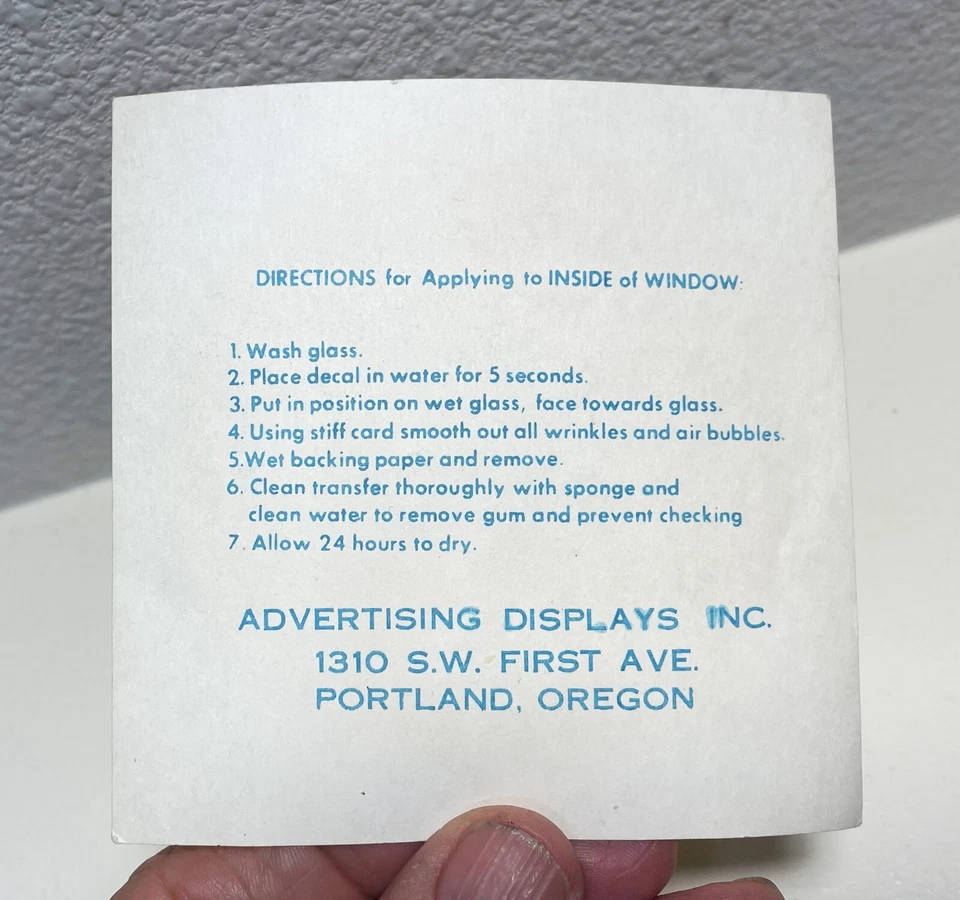 DIRECTIONS for Applying to INSIDE of WINDOW:
1. Wash glass.
2. Place decal in water for 5 seconds.
3. Put in position on wet glass, face towards glass.
4. Using stiff card smooth out all wrinkles and air bubbles.
5.Wet backing paper and remove.
6. Clean transfer thoroughly with sponge and
clean water to remove gum and prevent checking
7. Allow 24 hours to dry.
ADVERTISING DISPLAYS INC.
1310 S.W. FIRST AVE.
PORTLAND, OREGON